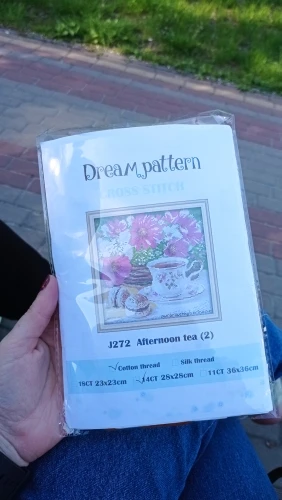 Dream pattern
CROSS STITCH
J272 Afternoon tea (2)
✓Cotton thread Silk thread
16CT 23x23cm ✓14CT 28x28cm 11CT 36x36cm